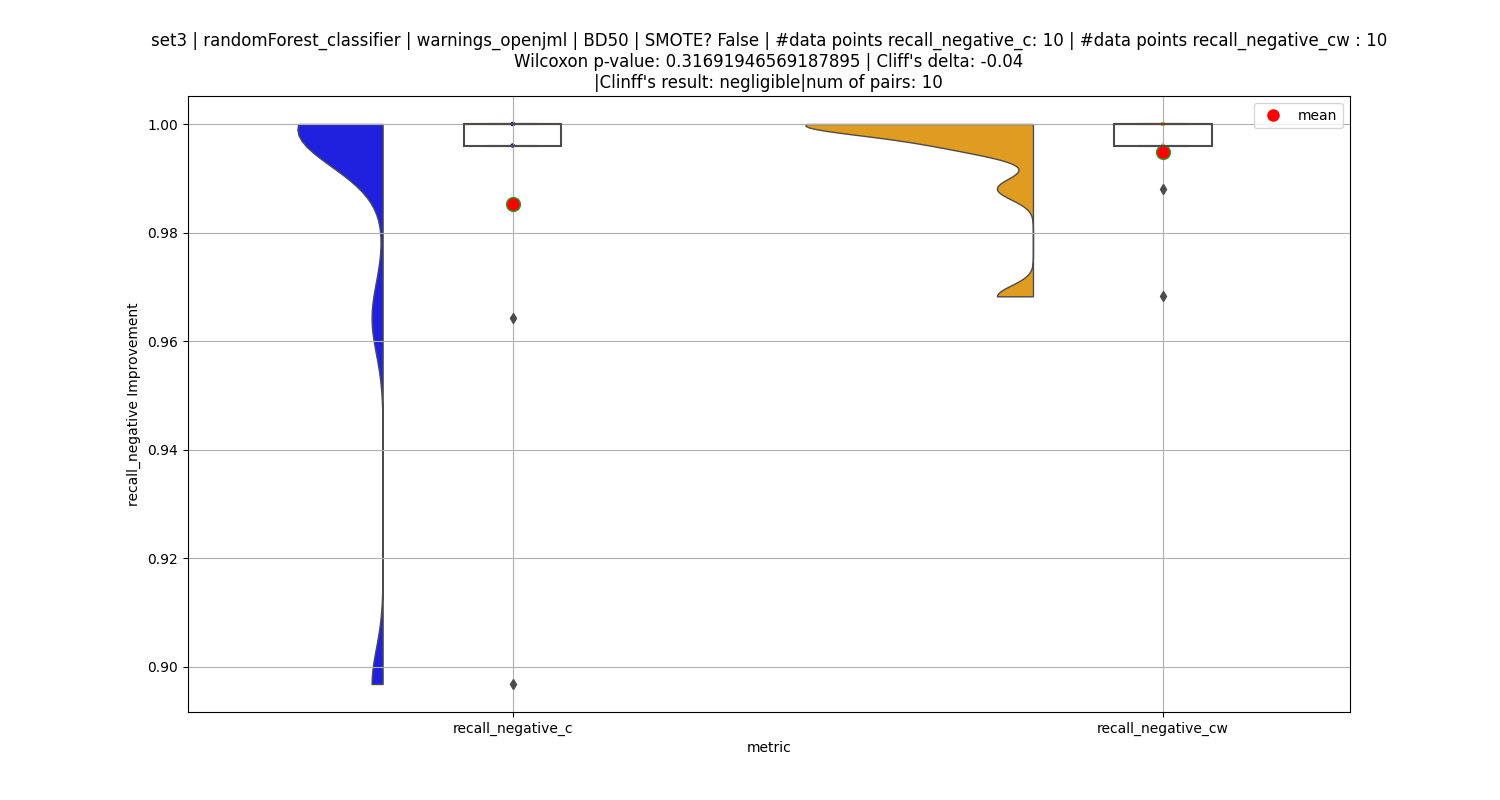 set3 | randomForest_classifier | warnings_openjml | BD50 | SMOTE? False | #data points recall_negative_c: 10 | #data points recall_negative_cw : 10
Wilcoxon p-value: 0.31691946569187895 | Cliff's delta: -0.04
|Clinff's result: negligible|num of pairs: 10
mean
1.00
0.98
0.96
0.94
0.92
0.90
recall_negative Improvement
recall_negative_c
recall_negative_cw
metric